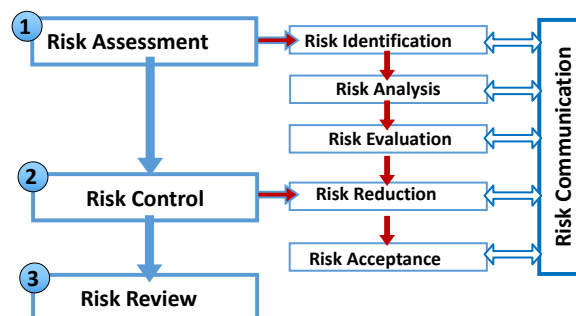 1
Risk Assessment
Risk Identification
Risk Analysis
Risk Evaluation
2
Risk Control
Risk Reduction
Risk Acceptance
3
Risk Review
Risk Communication